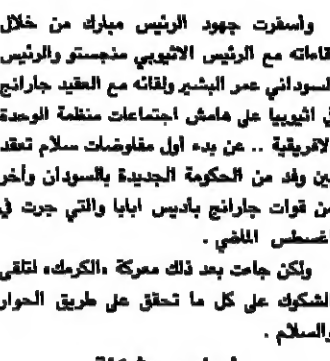 وأسفرت جهود الرئيس مبارك من خلال
لقاءاته مع الرئيس الاثيوبي منجستو والرئيس
السوداني عمر البشير ولقائه مع العقيد جارانج
في اثيوبيا على هامش اجتماعات منظمة الوحدة
الافريقية .. عن بدء أول مفاوضات سلام تعقد
بين وفد من الحكومة الجديدة بالسودان وأخر
من قوات جارانج بأديس ابابا والتي جرت في
اغسطس الماضي .
ولكن جاءت بعد ذلك معركة «الكرمك» لتلقى
الشكوك على كل ما تحقق على طريق الحوار
والسلام .